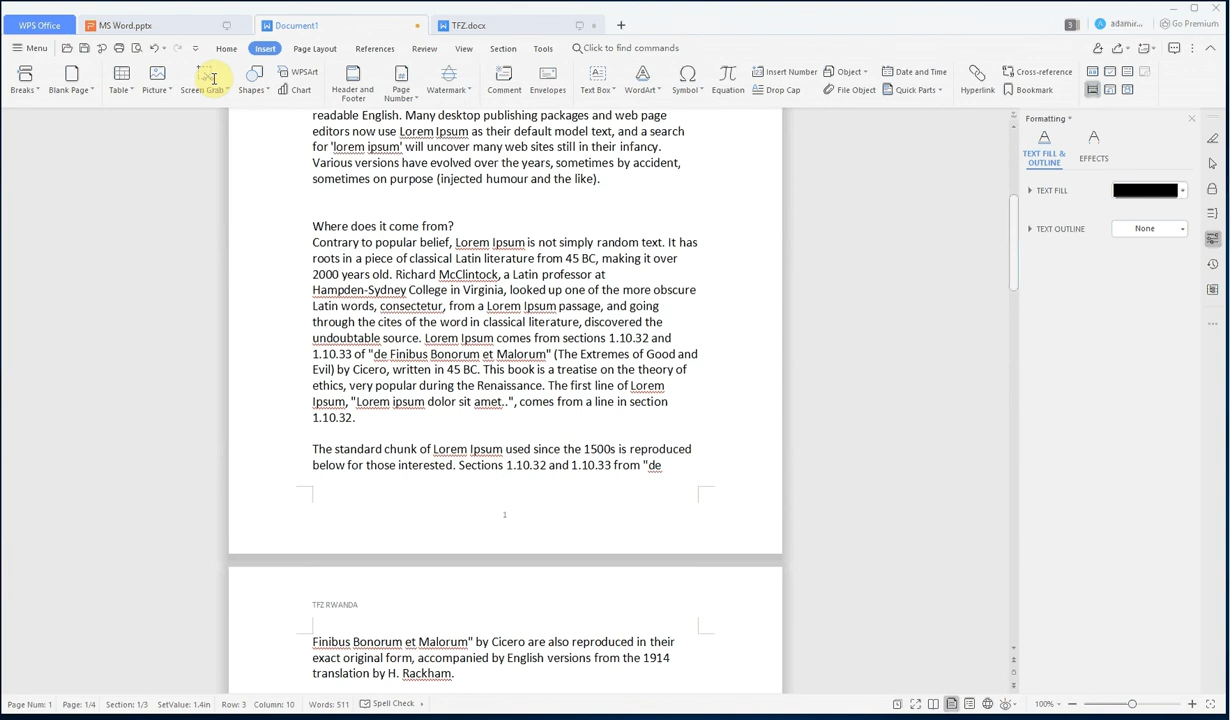 WPS Office
MS Word.pptx
Document1
TFZ.docx
3
adamir...
Go Premium
Menu
Home
Insert
Page Layout
References
Review
View
Section
Tools
Click to find commands
Breaks
Blank Page
Table
Picture
Screen Grab
Shapes
WPSArt
Chart
Header and Footer
Page Number
Watermark
Comment
Envelopes
Text Box
WordArt
Symbol
Equation
Insert Number
Drop Cap
Object
File Object
Date and Time
Quick Parts
Hyperlink
Cross-reference
Bookmark
readable English. Many desktop publishing packages and web page
editors now use Lorem Ipsum as their default model text, and a search
for 'lorem ipsum' will uncover many web sites still in their infancy.
Various versions have evolved over the years, sometimes by accident,
sometimes on purpose (injected humour and the like).
Where does it come from?
Contrary to popular belief, Lorem Ipsum is not simply random text. It has
roots in a piece of classical Latin literature from 45 BC, making it over
2000 years old. Richard McClintock, a Latin professor at
Hampden-Sydney College in Virginia, looked up one of the more obscure
Latin words, consectetur, from a Lorem Ipsum passage, and going
through the cites of the word in classical literature, discovered the
undoubtable source. Lorem Ipsum comes from sections 1.10.32 and
1.10.33 of "de Finibus Bonorum et Malorum" (The Extremes of Good and
Evil) by Cicero, written in 45 BC. This book is a treatise on the theory of
ethics, very popular during the Renaissance. The first line of Lorem
Ipsum, "Lorem ipsum dolor sit amet..", comes from a line in section
1.10.32.
The standard chunk of Lorem Ipsum used since the 1500s is reproduced
below for those interested. Sections 1.10.32 and 1.10.33 from "de
1
TFZ RWANDA
Finibus Bonorum et Malorum" by Cicero are also reproduced in their
exact original form, accompanied by English versions from the 1914
translation by H. Rackham.
Formatting
TEXT FILL & OUTLINE
EFFECTS
TEXT FILL
TEXT OUTLINE
None
Page Num: 1
Page: 1/4
Section: 1/3
SetValue: 1.4in
Row: 3
Column: 10
Words: 511
Spell Check
100%